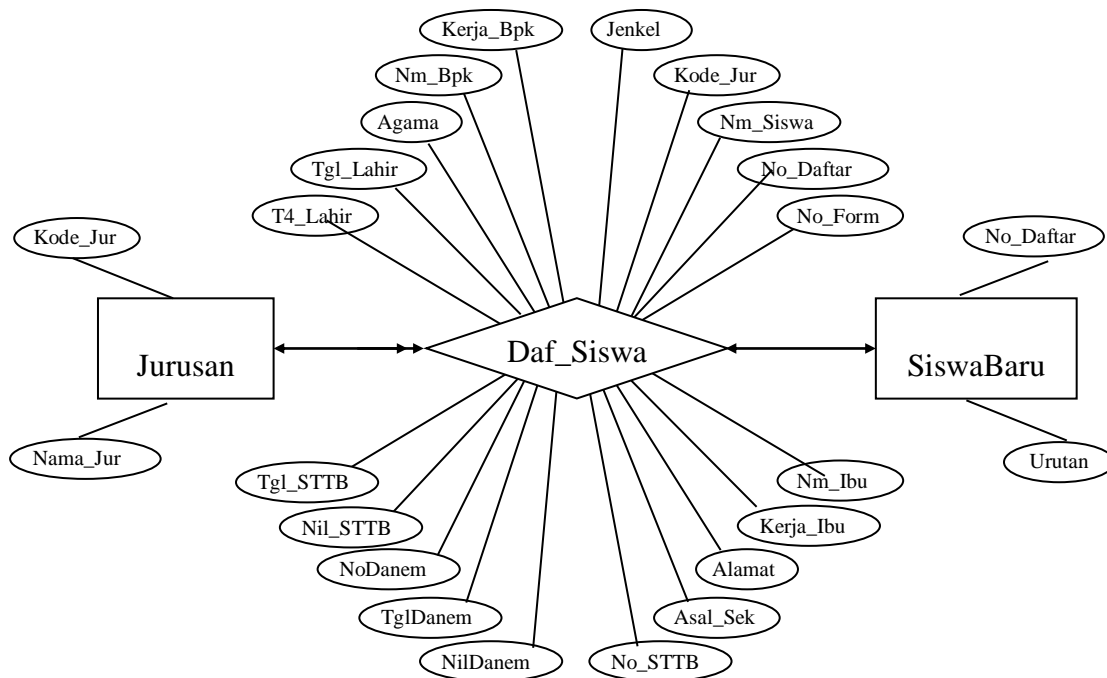 Kerja_Bpk
Jenkel
Nm_Bpk
Kode_Jur
Agama
Nm_Siswa
Tgl_Lahir
No_Daftar
T4_Lahir
No_Form
Kode_Jur
No_Daftar
Jurusan
Daf_Siswa
SiswaBaru
Nama_Jur
Urutan
Tgl_STTB
Nm_Ibu
Nil_STTB
Kerja_Ibu
NoDanem
Alamat
TglDanem
Asal_Sek
NilDanem
No_STTB